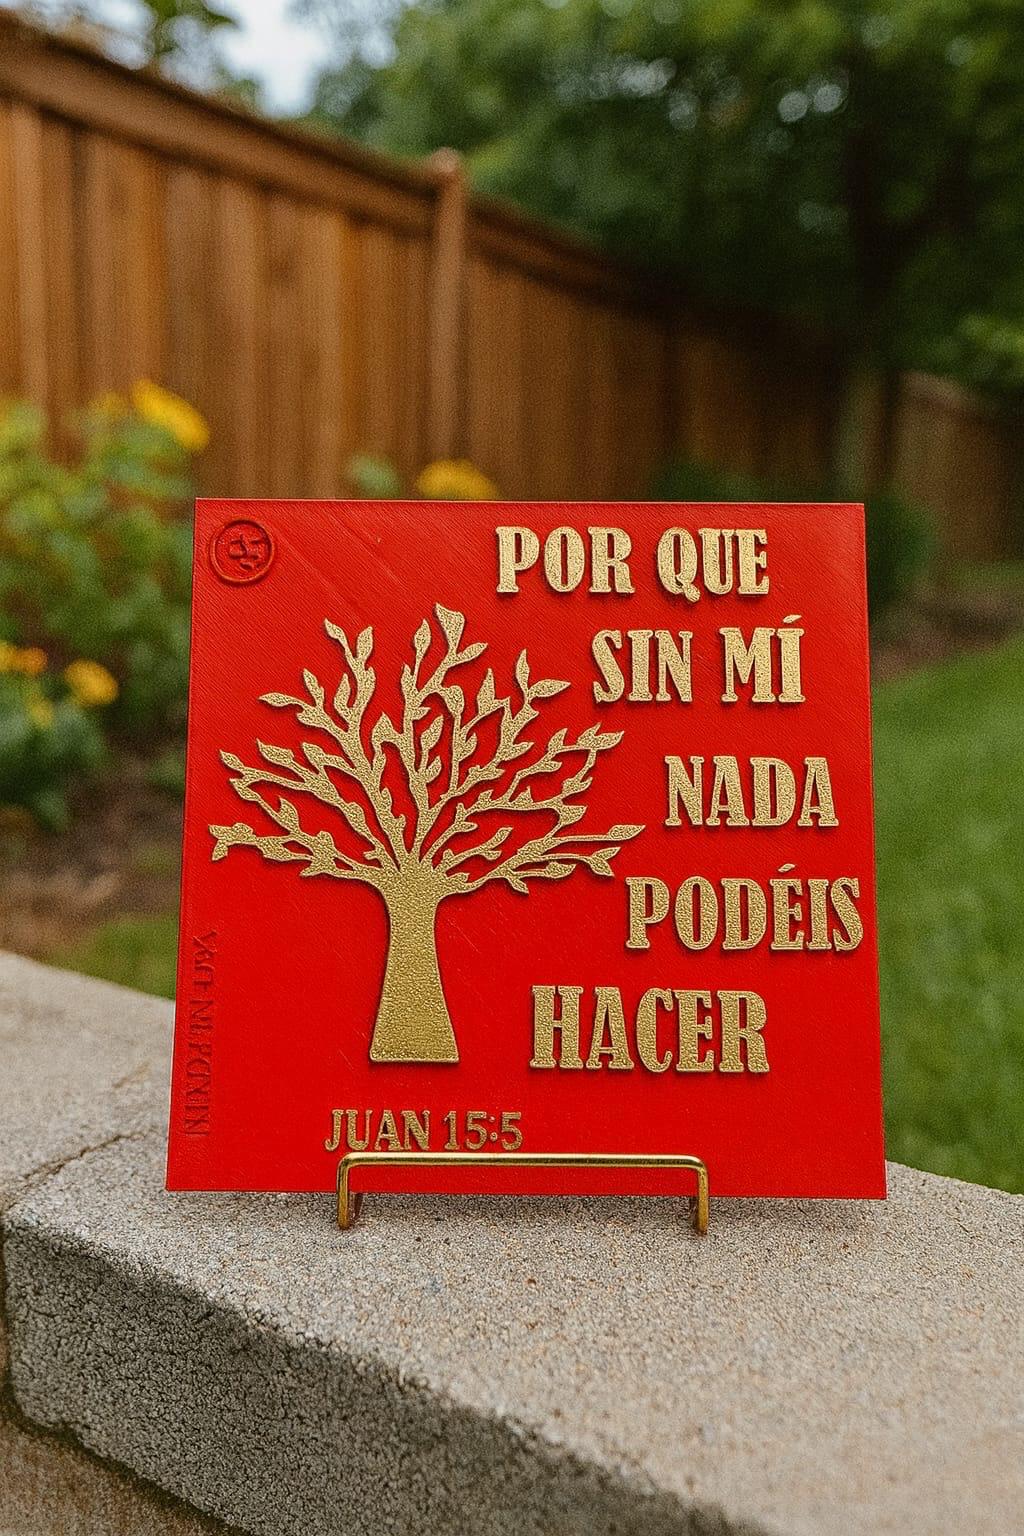 POR QUE
SIN MÍ
NADA
PODÉIS
HACER
JUAN 15:5